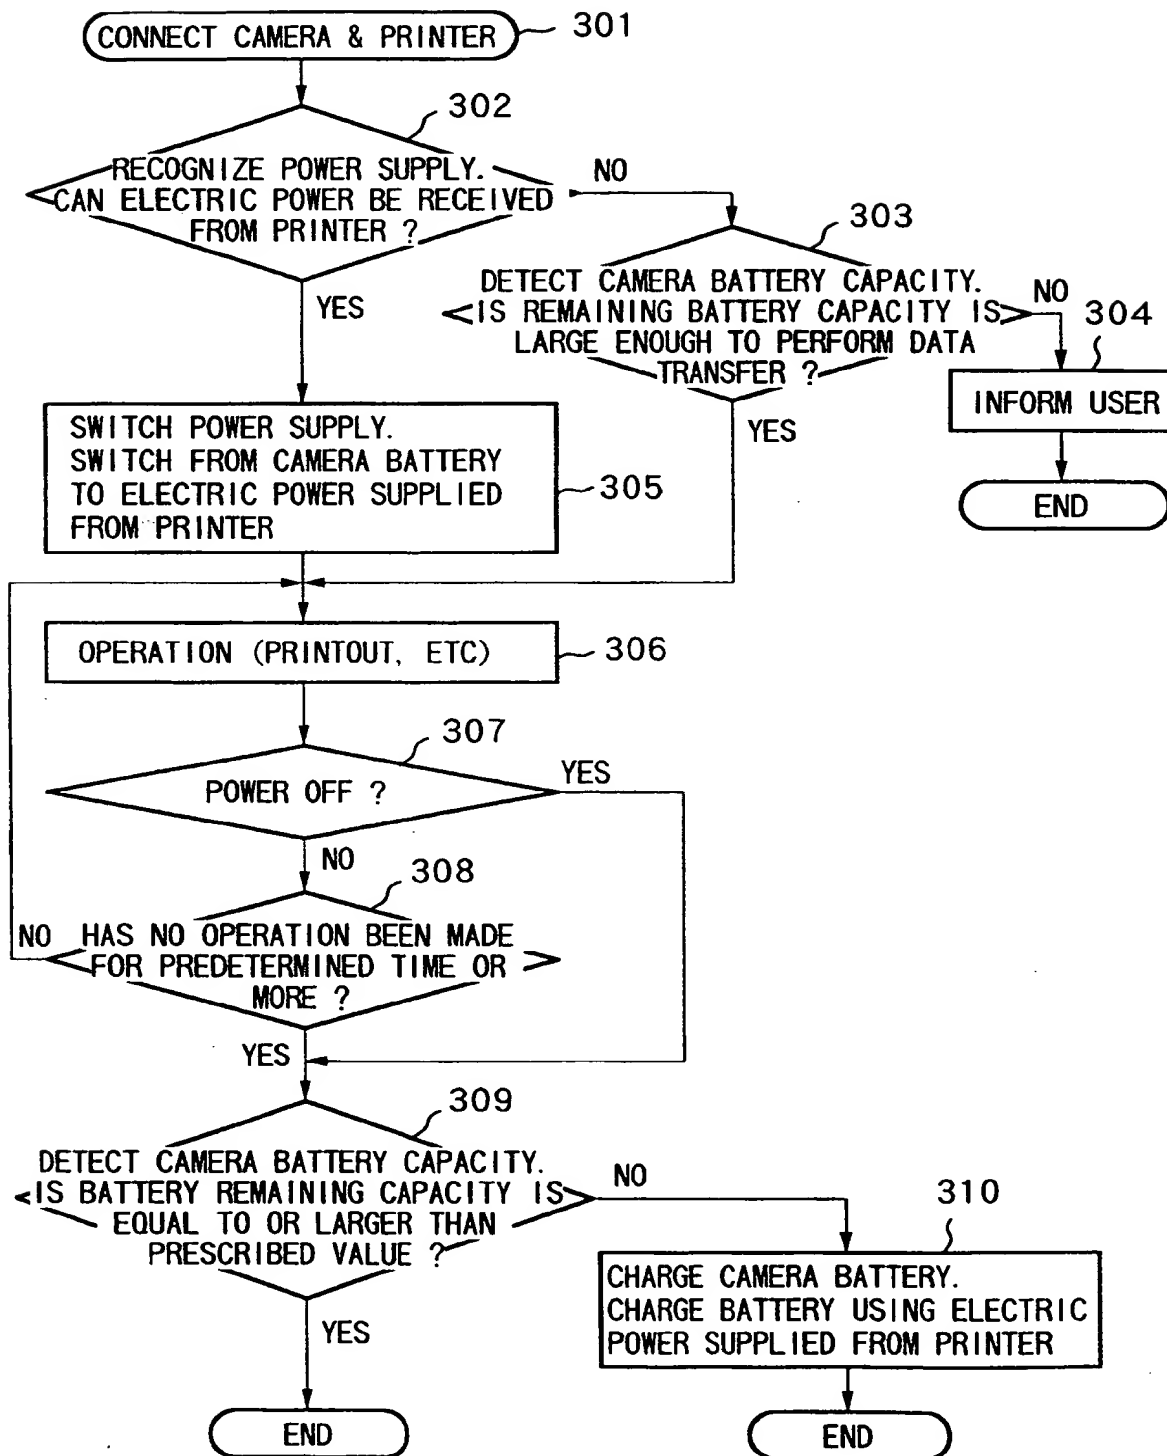 CONNECT CAMERA & PRINTER
301
302
RECOGNIZE POWER SUPPLY.
CAN ELECTRIC POWER BE RECEIVED
FROM PRINTER ?
NO
YES
303
DETECT CAMERA BATTERY CAPACITY.
IS REMAINING BATTERY CAPACITY IS
LARGE ENOUGH TO PERFORM DATA
TRANSFER ?
NO
YES
304
INFORM USER
END
SWITCH POWER SUPPLY.
SWITCH FROM CAMERA BATTERY
TO ELECTRIC POWER SUPPLIED
FROM PRINTER
305
OPERATION (PRINTOUT, ETC)
306
307
POWER OFF ?
YES
NO
308
HAS NO OPERATION BEEN MADE
FOR PREDETERMINED TIME OR
MORE ?
NO
YES
309
DETECT CAMERA BATTERY CAPACITY.
IS BATTERY REMAINING CAPACITY IS
EQUAL TO OR LARGER THAN
PRESCRIBED VALUE ?
NO
YES
310
CHARGE CAMERA BATTERY.
CHARGE BATTERY USING ELECTRIC
POWER SUPPLIED FROM PRINTER
END
END